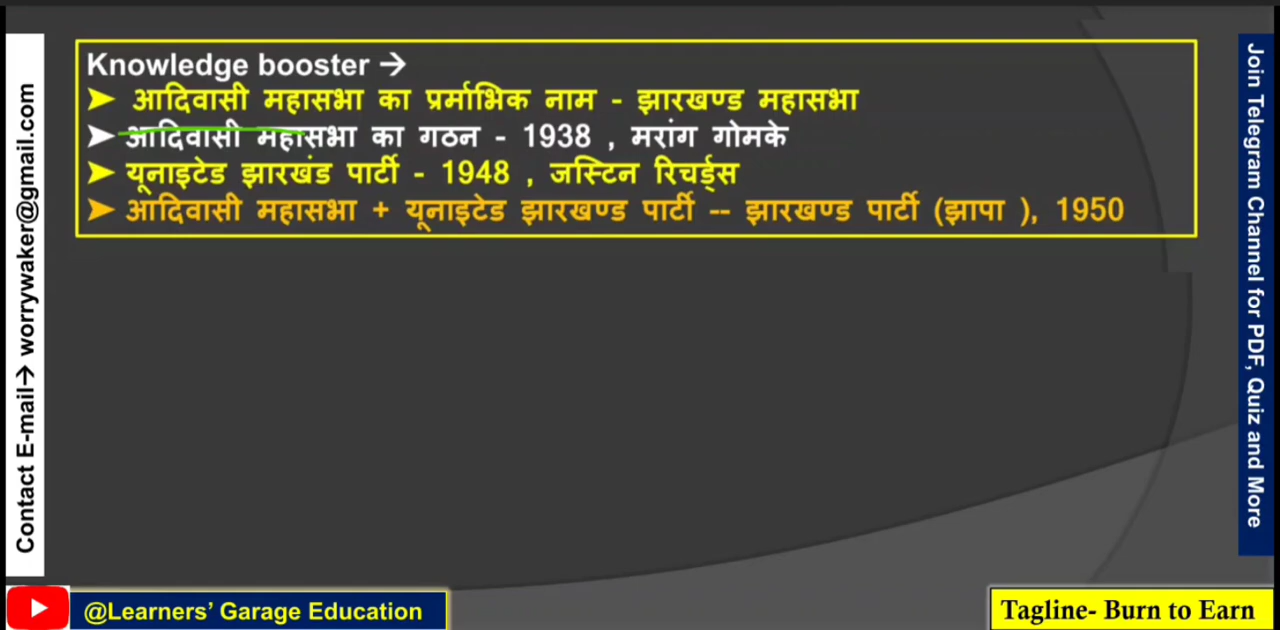 Knowledge booster →
➤ आदिवासी महासभा का प्रर्माभिक नाम - झारखण्ड महासभा
➤ आदिवासी महासभा का गठन - 1938 , मरांग गोमके
➤ यूनाइटेड झारखंड पार्टी - 1948 , जस्टिन रिचर्ड्स
➤ आदिवासी महासभा + यूनाइटेड झारखण्ड पार्टी -- झारखण्ड पार्टी (झापा ), 1950
Contact E-mail→ worrywaker@gmail.com
Join Telegram Channel for PDF, Quiz and More
@Learners’ Garage Education
Tagline- Burn to Earn